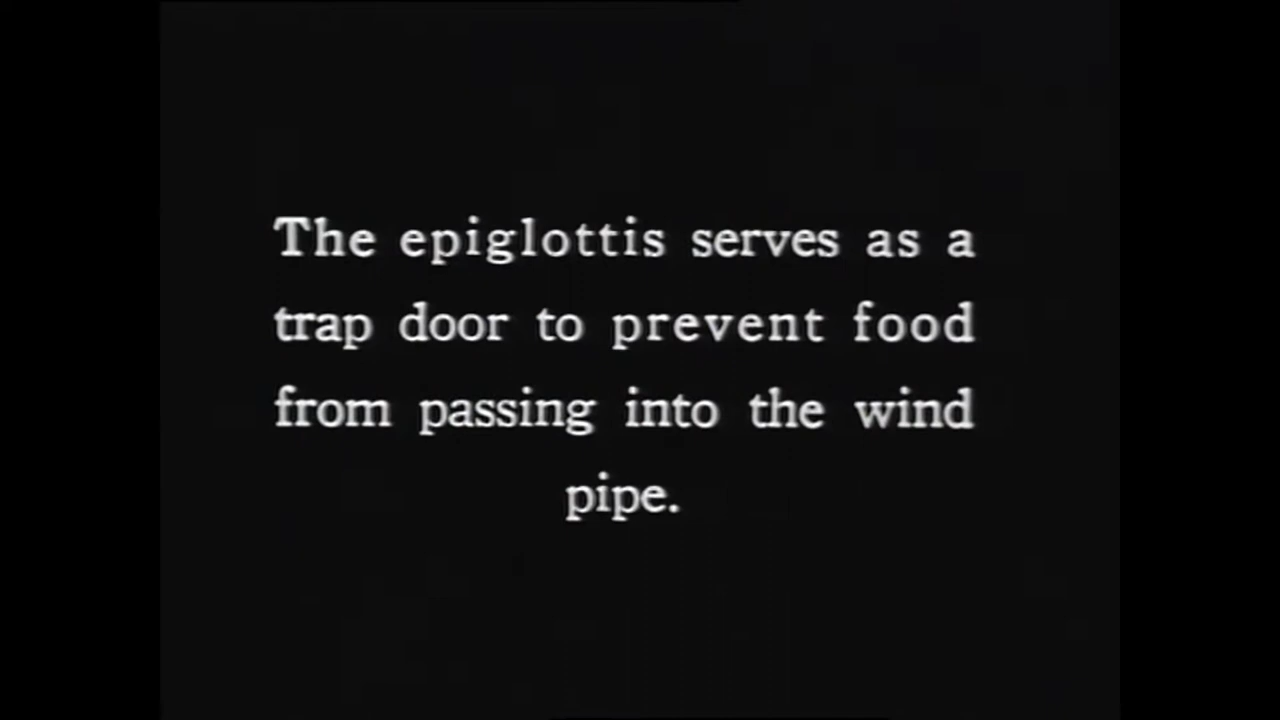 The epiglottis serves as a
trap door to prevent food
from passing into the wind
pipe.